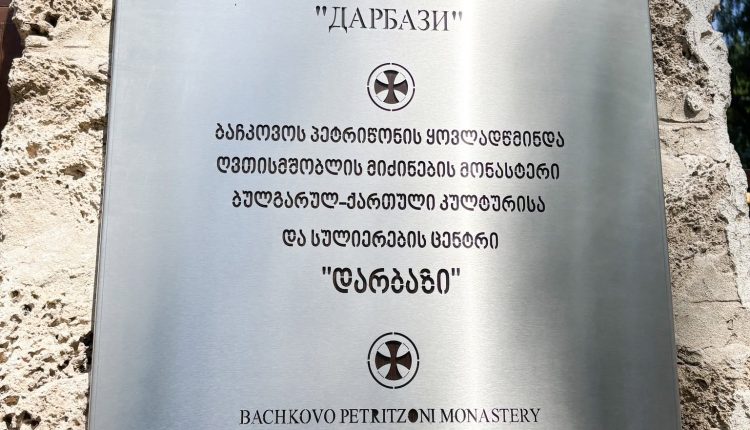 "ДАРБАЗИ"
ბაჩკოვოს პეტრიწონის ყოვლადწმინდა
ღვთისმშობლის მიძინების მონასტერი
ბულგარულ-ქართული კულტურისა
და სულიერების ცენტრი
"დარბაზი"
BACHKOVO PETRITZONI MONASTERY